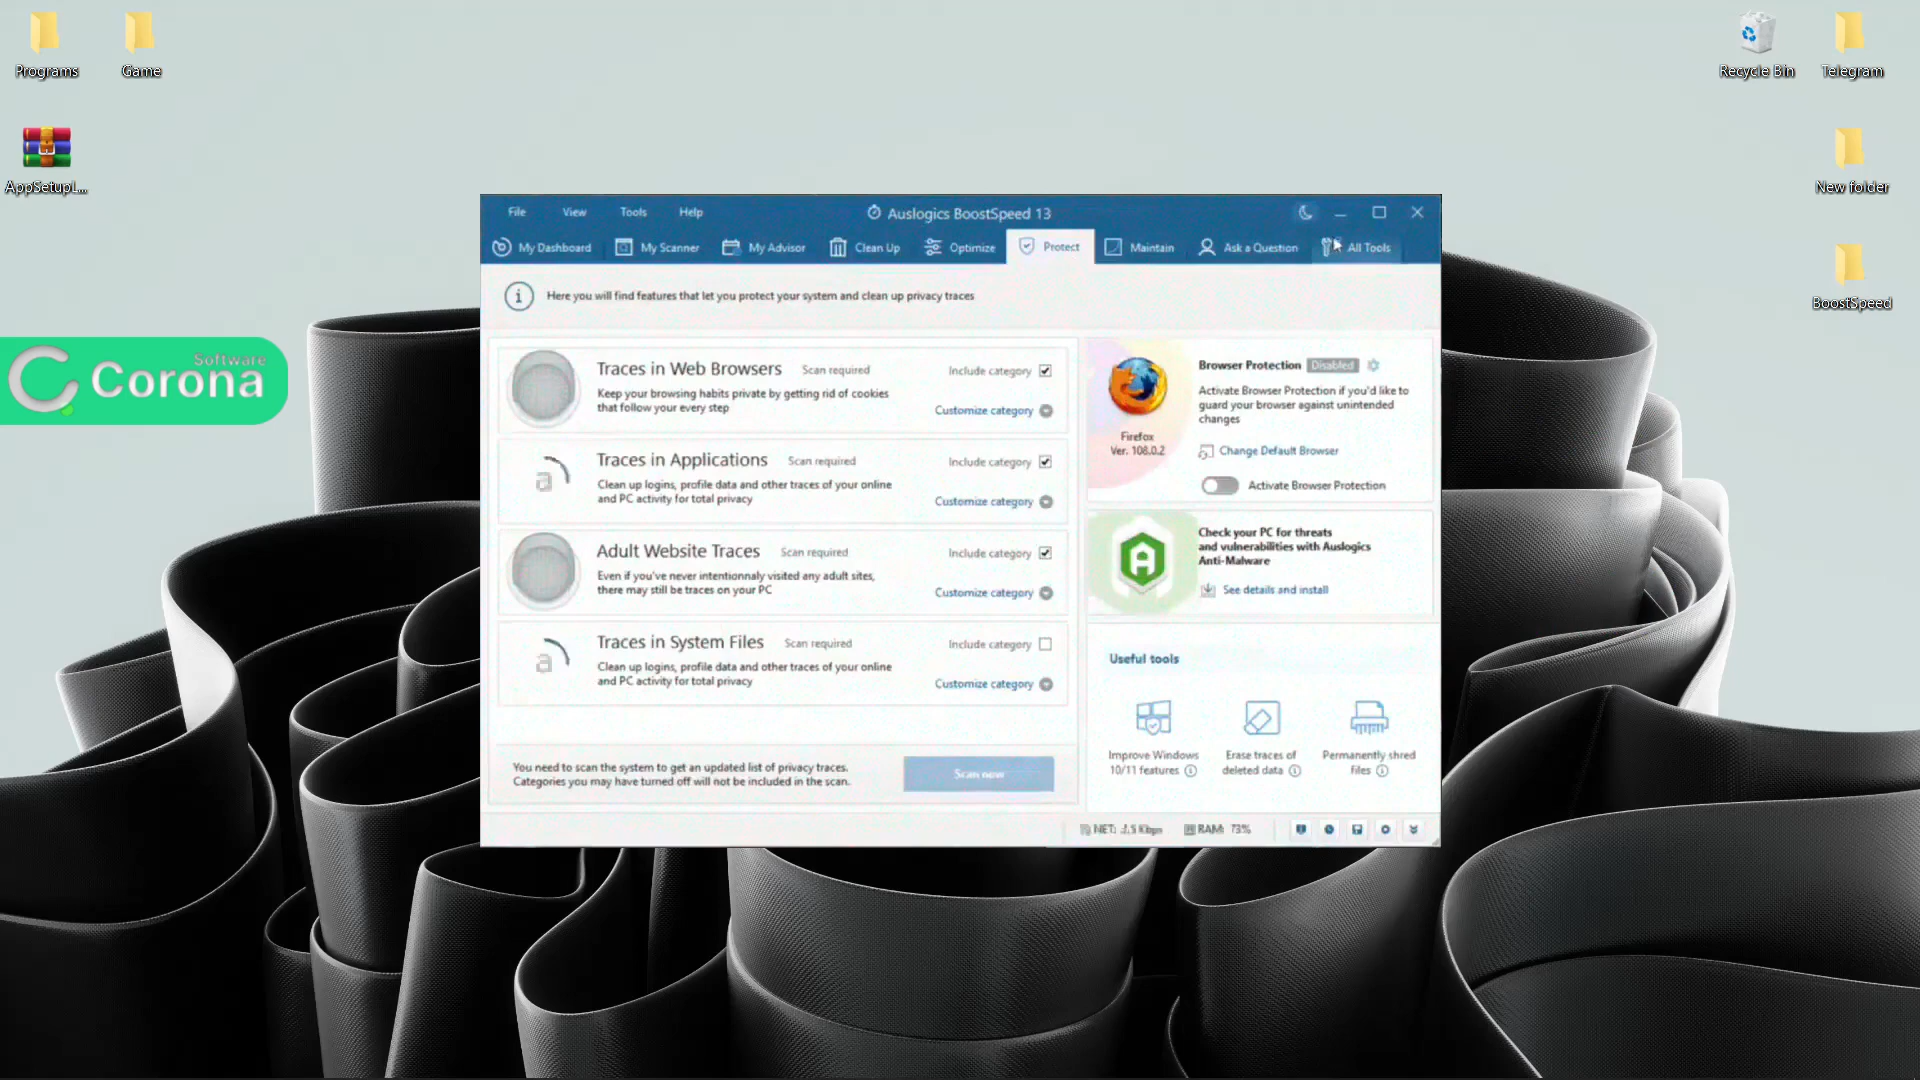 Programs
Game
Recycle Bin
Telegram
AppSetupL...
New folder
BoostSpeed
Software
Corona
File View Tools Help
Auslogics BoostSpeed 13
My Dashboard My Scanner My Advisor Clean Up Optimize Protect Maintain Ask a Question All Tools
Here you will find features that let you protect your system and clean up privacy traces
Traces in Web Browsers Scan required Include category
Keep your browsing habits private by getting rid of cookies
that follow your every step
Customize category
Traces in Applications Scan required Include category
Clean up logins, profile data and other traces of your online
and PC activity for total privacy
Customize category
Adult Website Traces Scan required Include category
Even if you've never intentionnaly visited any adult sites,
there may still be traces on your PC
Customize category
Traces in System Files Scan required Include category
Clean up logins, profile data and other traces of your online
and PC activity for total privacy
Customize category
You need to scan the system to get an updated list of privacy traces.
Categories you may have turned off will not be included in the scan.
Scan now
Firefox
Ver. 108.0.2
Browser Protection Disabled
Activate Browser Protection if you'd like to
guard your browser against unintended
changes
Change Default Browser
Activate Browser Protection
Check your PC for threats
and vulnerabilities with Auslogics
Anti-Malware
See details and install
Useful tools
Improve Windows
10/11 features
Erase traces of
deleted data
Permanently shred
files
NET: Kbps RAM: 73%